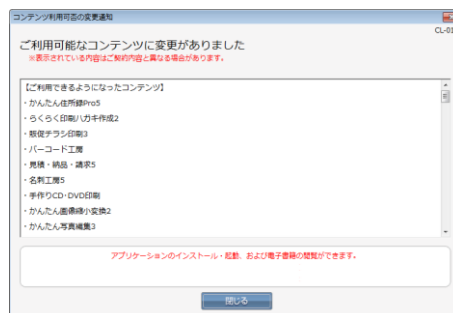 コンテンツ利用可否の変更通知
CL-01
ご利用可能なコンテンツに変更がありました
※表示されている内容はご契約内容と異なる場合があります。
【ご利用できるようになったコンテンツ】
・かんたん住所録Pro5
・らくらく印刷ハガキ作成2
・販促チラシ印刷3
・バーコード工房
・見積・納品・請求5
・名刺工房5
・手作りCD・DVD印刷
・かんたん画像縮小変換2
・かんたん写真編集3
アプリケーションのインストール・起動、および電子書籍の閲覧ができます。
閉じる